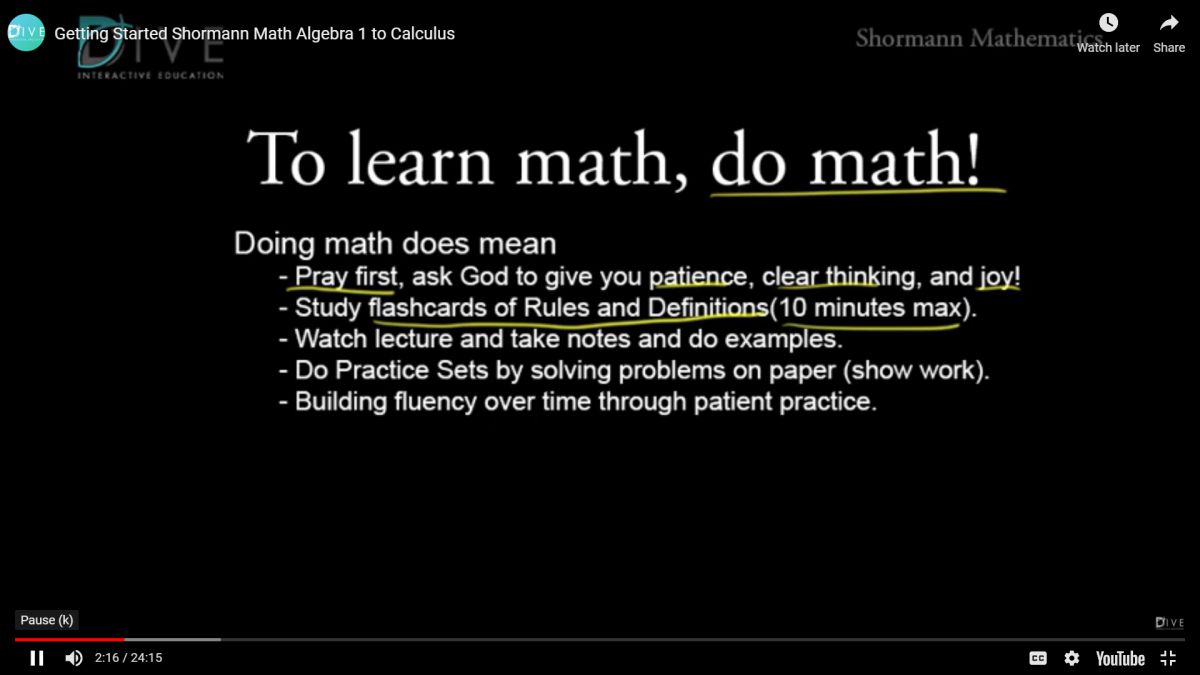 Getting Started Shormann Math Algebra 1 to Calculus
DIVE
DIVE
INTERACTIVE EDUCATION
Shormann Mathematics
Watch later
Share
To learn math, do math!
Doing math does mean
- Pray first, ask God to give you patience, clear thinking, and joy!
- Study flashcards of Rules and Definitions(10 minutes max).
- Watch lecture and take notes and do examples.
- Do Practice Sets by solving problems on paper (show work).
- Building fluency over time through patient practice.
Pause (k)
DIVE
2:16 / 24:15
CC
YouTube